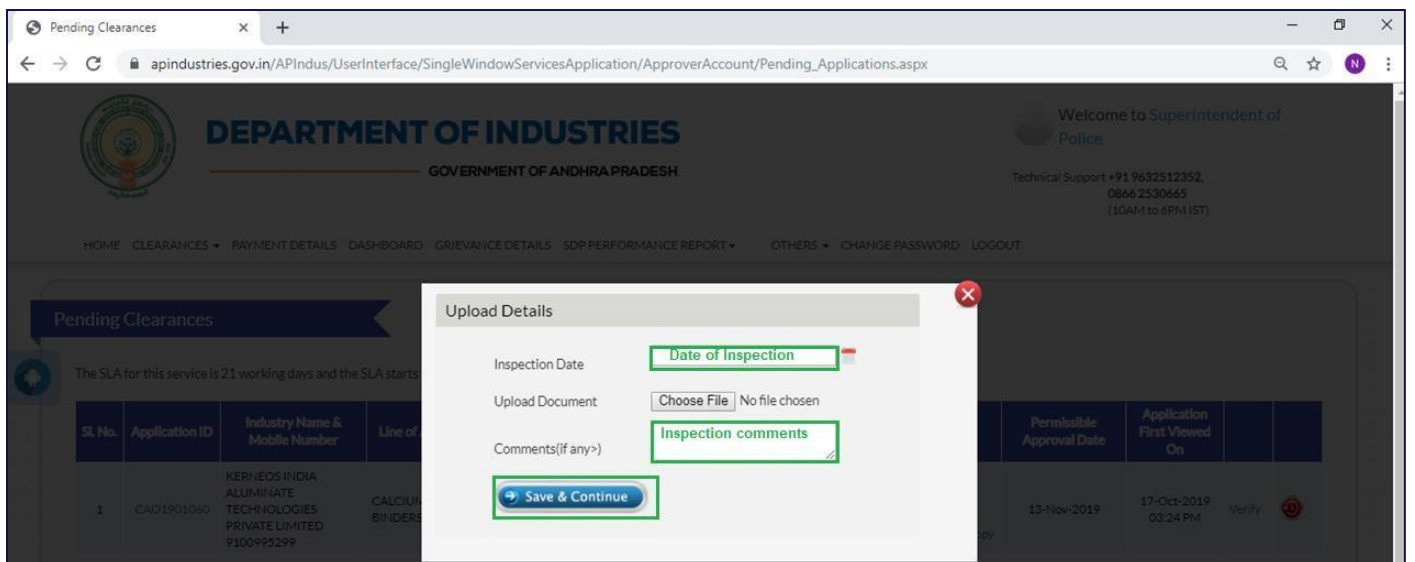 Pending Clearances
apindustries.gov.in/APIndus/UserInterface/SingleWindowServicesApplication/ApproverAccount/Pending_Applications.aspx
N
DEPARTMENT OF INDUSTRIES
GOVERNMENT OF ANDHRA PRADESH
Welcome to Superintendent of
Police
Technical Support +91 9632512352,
0866 2530665
(10AM to 6PM IST)
HOME CLEARANCES PAYMENT DETAILS DASHBOARD GRIEVANCE DETAILS SDP PERFORMANCE REPORT OTHERS CHANGE PASSWORD LOGOUT
Pending Clearances
The SLA for this service is 21 working days and the SLA starts
Upload Details
Inspection Date Date of Inspection
Upload Document Choose File No file chosen
Comments(if any>) Inspection comments
Save & Continue
SL No. Application ID Industry Name & Mobile Number Line of Permissible Approval Date Application First Viewed On
1 CAO1901060 KERNEOS INDIA
ALUMINATE
TECHNOLOGIES
PRIVATE LIMITED
9100995299
CALCIUM
BINDERS
13-Nov-2019
17-Oct-2019
03:24 PM
Verify